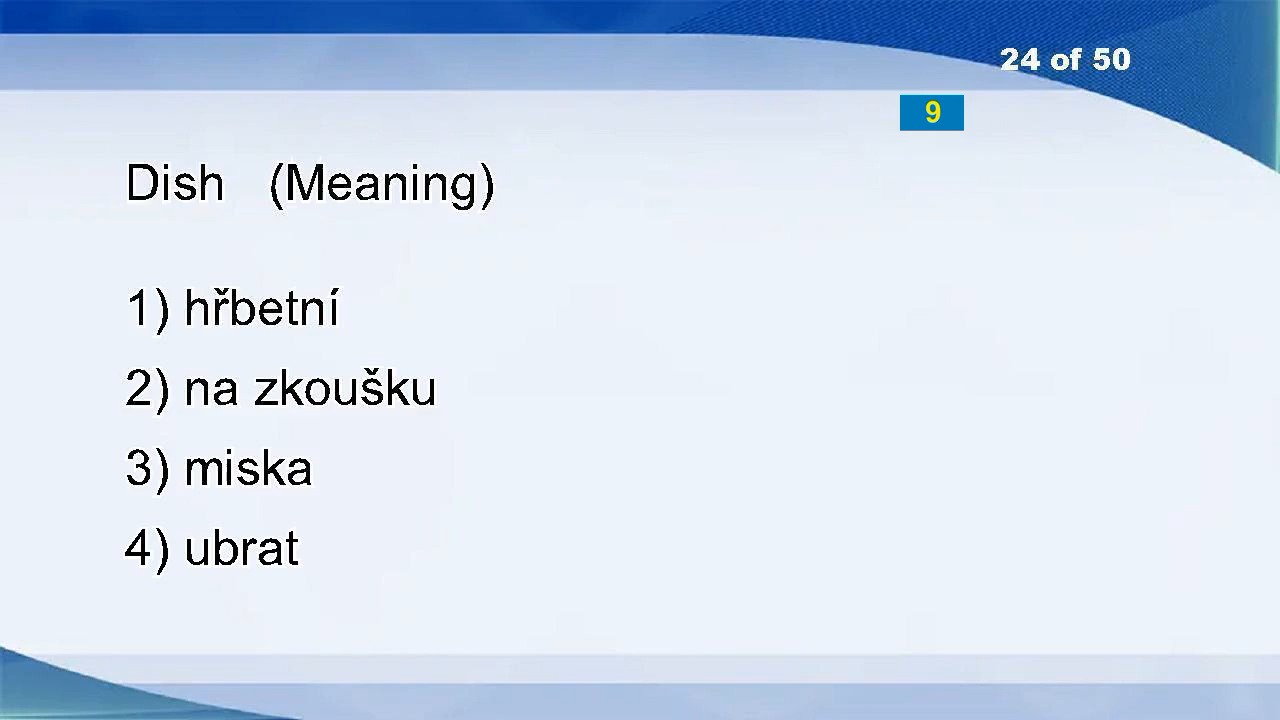 24 of 50
9
Dish (Meaning)
1) hřbetní
2) na zkoušku
3) miska
4) ubrat